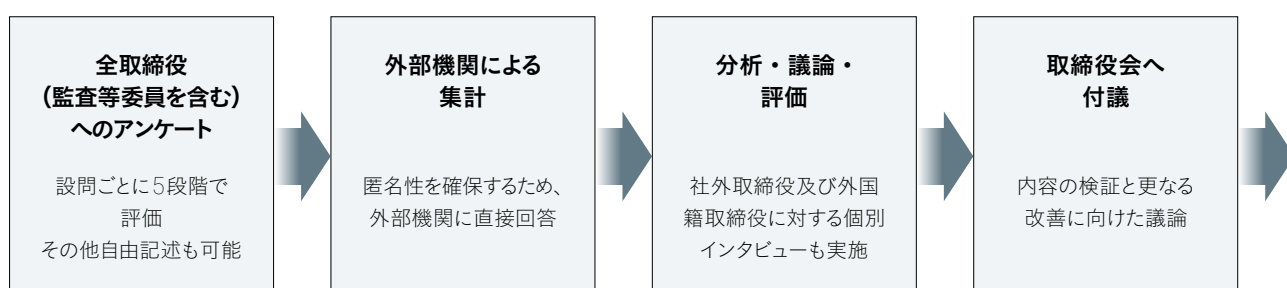 全取締役
(監査等委員を含む)
へのアンケート
設問ごとに5段階で
評価
その他自由記述も可能
外部機関による
集計
匿名性を確保するため、
外部機関に直接回答
分析・議論・
評価
社外取締役及び外国
籍取締役に対する個別
インタビューも実施
取締役会へ
付議
内容の検証と更なる
改善に向けた議論